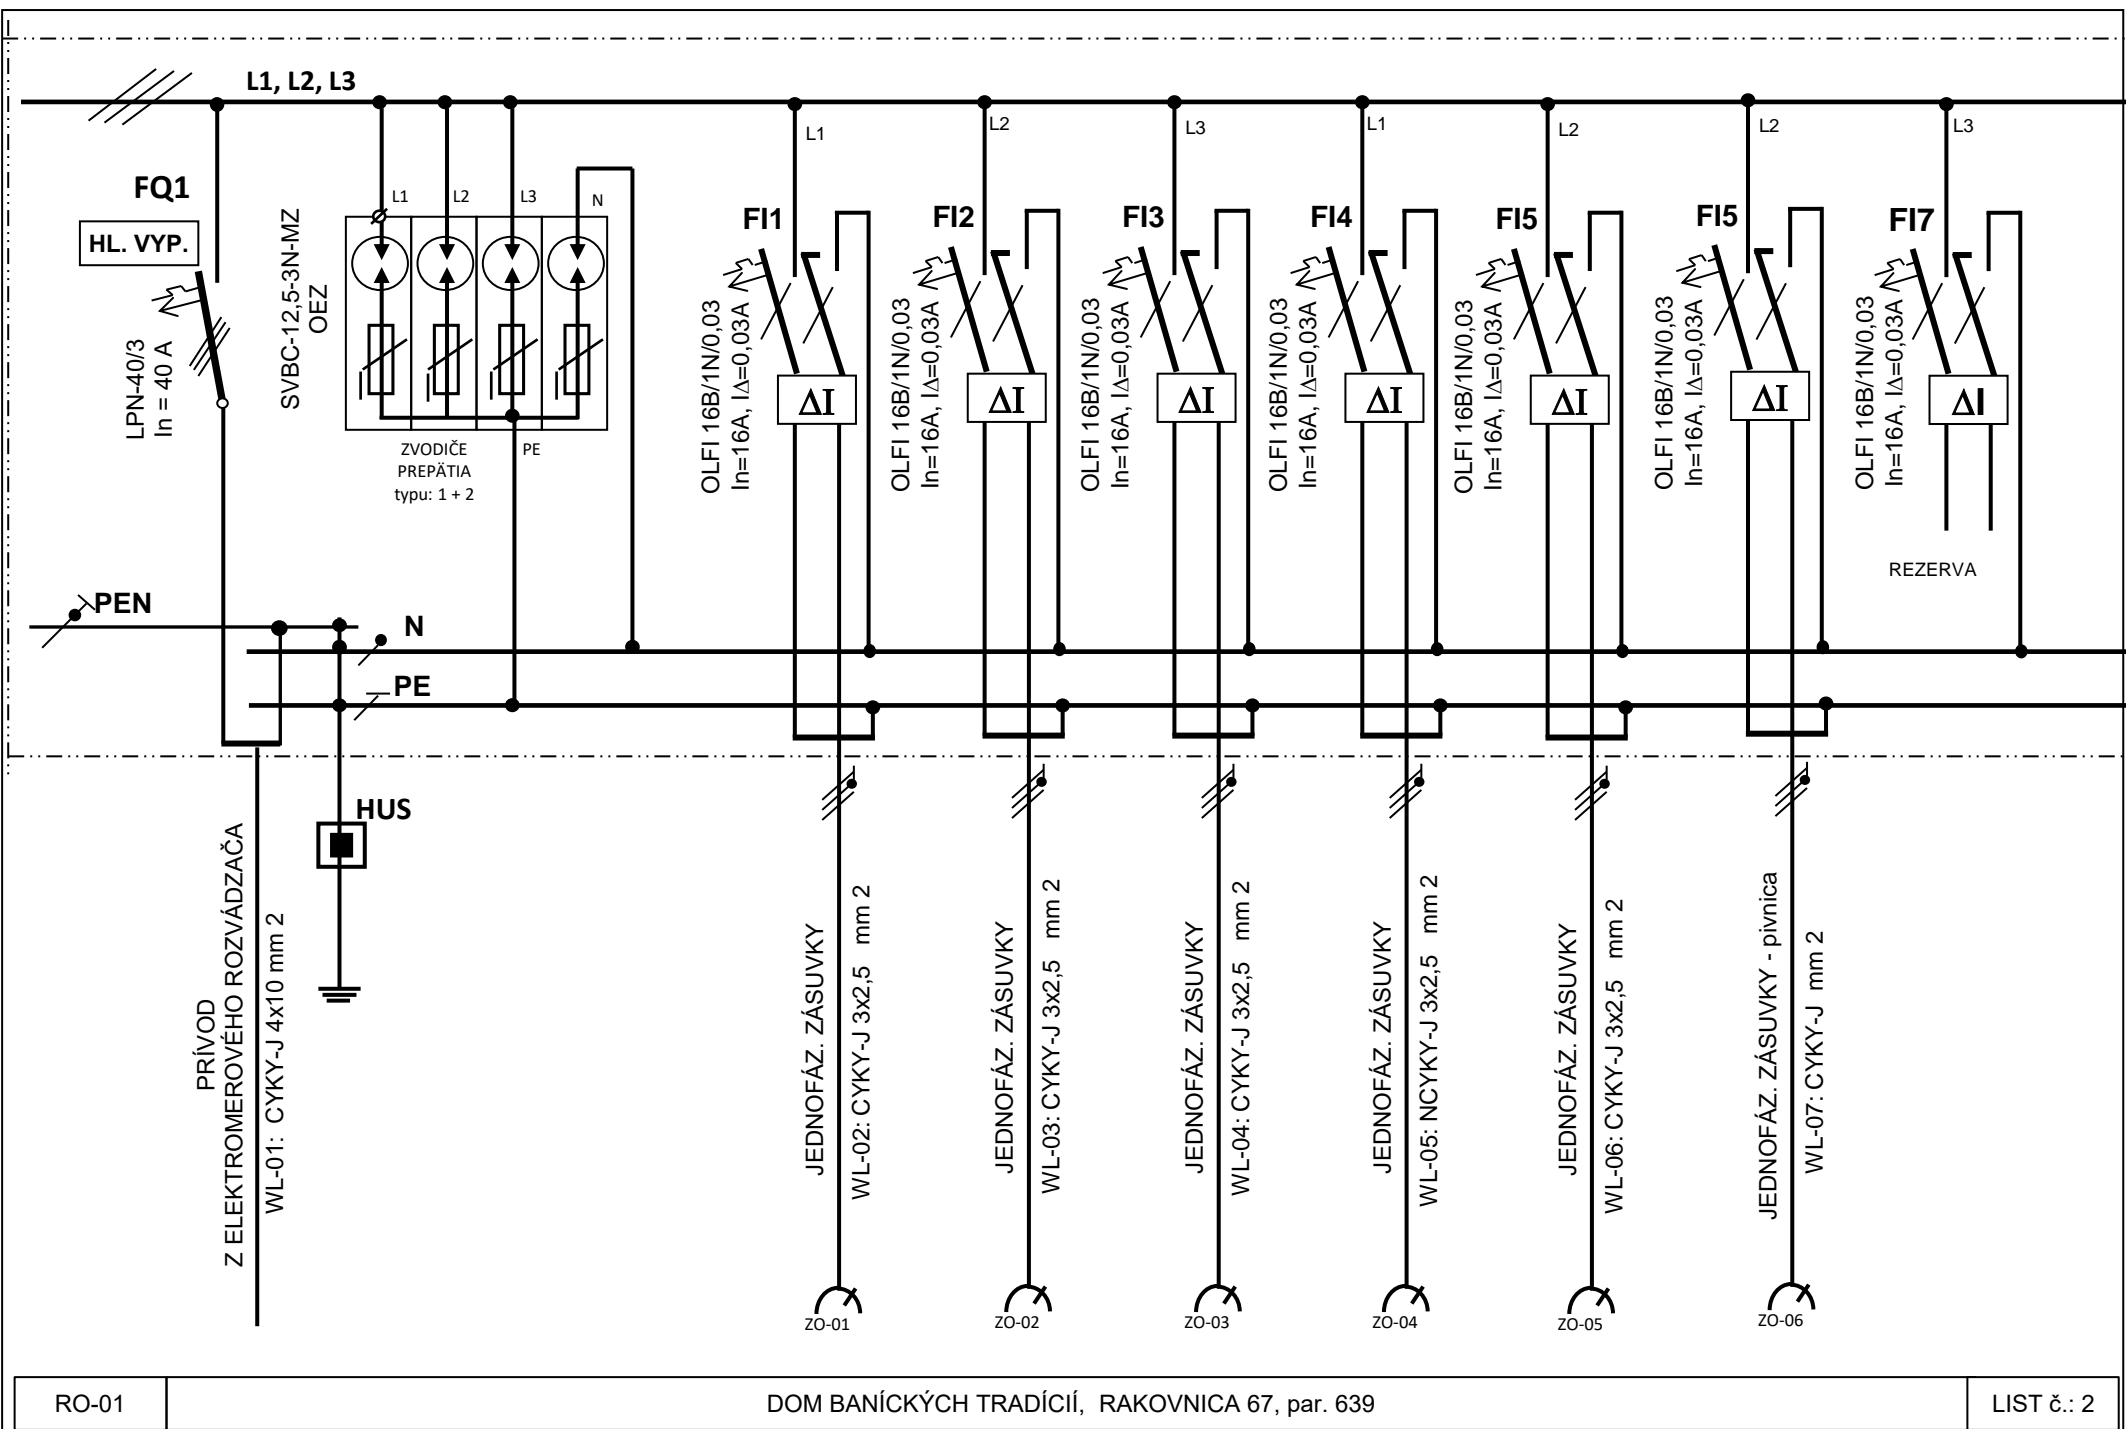 L1, L2, L3
FQ1
HL. VYP.
LPN-40/3
In = 40 A
SVBC-12,5-3N-MZ
OEZ
L1
L2
L3
N
ZVODIČE
PREPÄTIA
typu: 1 + 2
PE
L1
FI1
OLFI 16B/1N/0,03
In=16A, I∆=0,03A
ΔI
L2
FI2
OLFI 16B/1N/0,03
In=16A, I∆=0,03A
ΔI
L3
FI3
OLFI 16B/1N/0,03
In=16A, I∆=0,03A
ΔI
L1
FI4
OLFI 16B/1N/0,03
In=16A, I∆=0,03A
ΔI
L2
FI5
OLFI 16B/1N/0,03
In=16A, I∆=0,03A
ΔI
L2
FI5
OLFI 16B/1N/0,03
In=16A, I∆=0,03A
ΔI
L3
FI7
OLFI 16B/1N/0,03
In=16A, I∆=0,03A
ΔI
REZERVA
PEN
N
PE
HUS
PRÍVOD
Z ELEKTROMEROVÉHO ROZVÁDZAČA
WL-01: CYKY-J 4x10 mm 2
JEDNOFÁZ. ZÁSUVKY
WL-02: CYKY-J 3x2,5 mm 2
ZO-01
JEDNOFÁZ. ZÁSUVKY
WL-03: CYKY-J 3x2,5 mm 2
ZO-02
JEDNOFÁZ. ZÁSUVKY
WL-04: CYKY-J 3x2,5 mm 2
ZO-03
JEDNOFÁZ. ZÁSUVKY
WL-05: NCYKY-J 3x2,5 mm 2
ZO-04
JEDNOFÁZ. ZÁSUVKY
WL-06: CYKY-J 3x2,5 mm 2
ZO-05
JEDNOFÁZ. ZÁSUVKY - pivnica
WL-07: CYKY-J mm 2
ZO-06
RO-01
DOM BANÍCKÝCH TRADÍCIÍ, RAKOVNICA 67, par. 639
LIST č.: 2